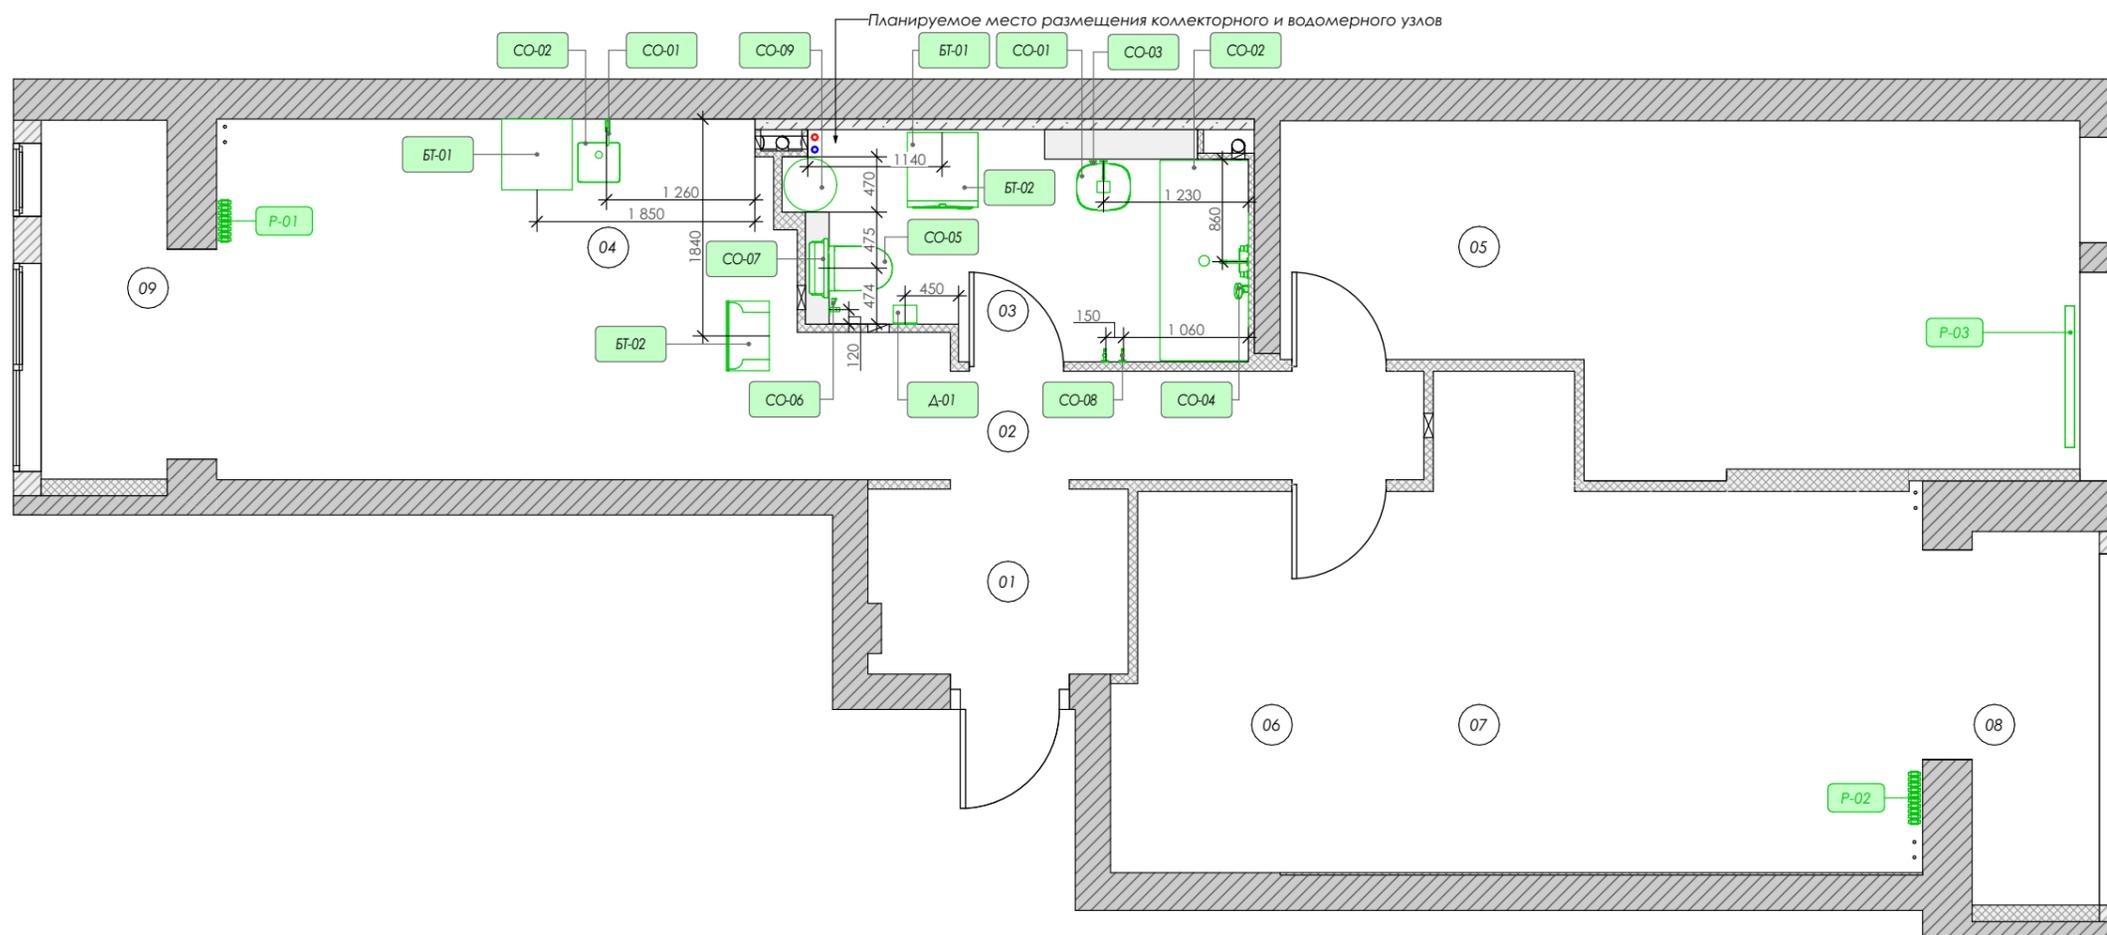 Планируемое место размещения коллекторного и водомерного узлов
СО-02
СО-01
СО-09
БТ-01
СО-01
СО-03
СО-02
БТ-01
1140
470
БТ-02
1 260
1 230
1 850
860
Р-01
1840
475
СО-05
04
05
СО-07
09
474
450
03
150
1 060
Р-03
БТ-02
120
СО-06
Д-01
СО-08
СО-04
02
01
06
07
08
Р-02